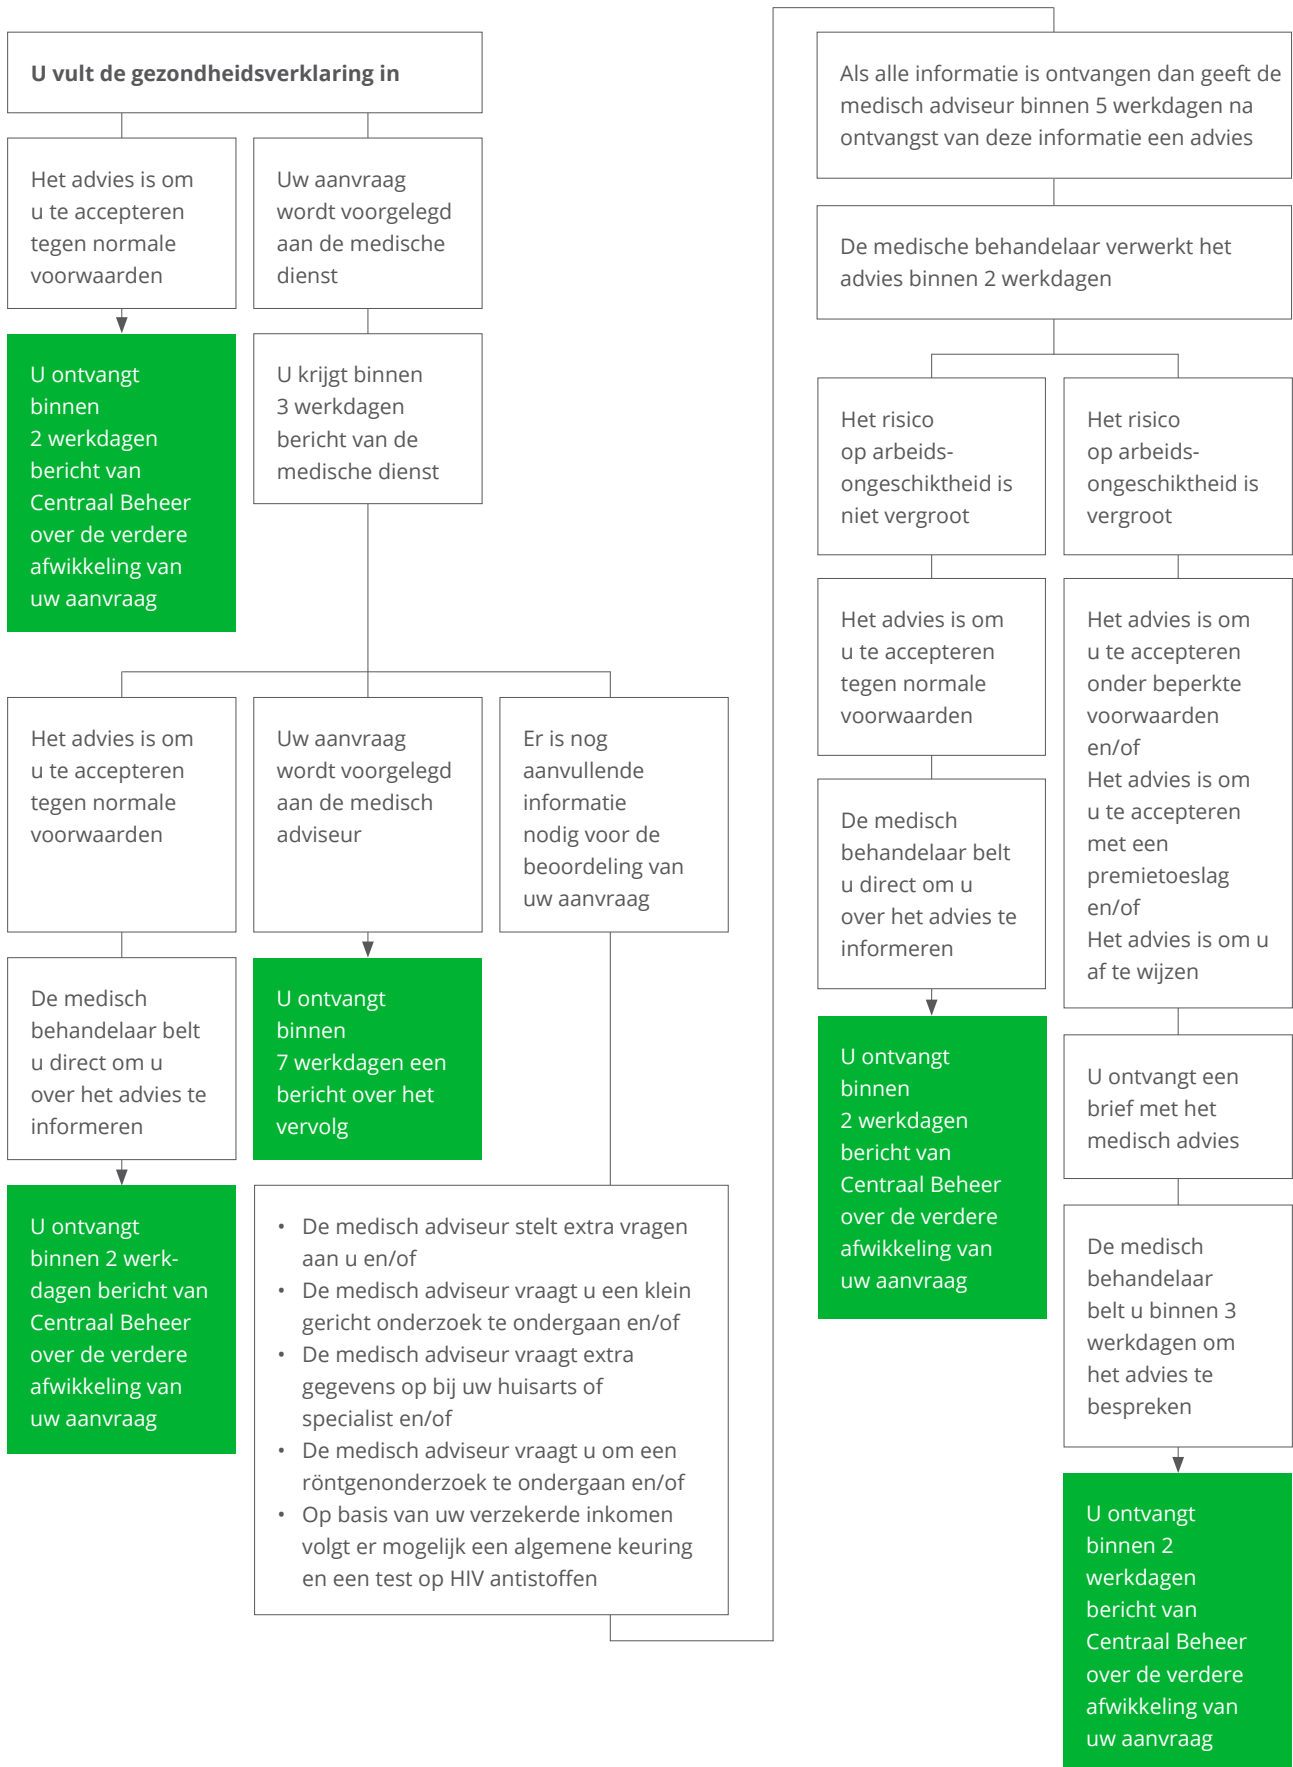 U vult de gezondheidsverklaring in
Het advies is om
u te accepteren
tegen normale
voorwaarden
Uw aanvraag
wordt voorgelegd
aan de medische
dienst
U ontvangt
binnen
2 werkdagen
bericht van
Centraal Beheer
over de verdere
afwikkeling van
uw aanvraag
U krijgt binnen
3 werkdagen
bericht van de
medische dienst
Het advies is om
u te accepteren
tegen normale
voorwaarden
Uw aanvraag
wordt voorgelegd
aan de medisch
adviseur
Er is nog
aanvullende
informatie
nodig voor de
beoordeling van
uw aanvraag
De medisch
behandelaar belt
u direct om u
over het advies te
informeren
U ontvangt
binnen
7 werkdagen een
bericht over het
vervolg
U ontvangt
binnen 2 werk-
dagen bericht van
Centraal Beheer
over de verdere
afwikkeling van
uw aanvraag
• De medisch adviseur stelt extra vragen
aan u en/of
• De medisch adviseur vraagt u een klein
gericht onderzoek te ondergaan en/of
• De medisch adviseur vraagt extra
gegevens op bij uw huisarts of
specialist en/of
• De medisch adviseur vraagt u om een
röntgenonderzoek te ondergaan en/of
• Op basis van uw verzekerde inkomen
volgt er mogelijk een algemene keuring
en een test op HIV antistoffen
Als alle informatie is ontvangen dan geeft de
medisch adviseur binnen 5 werkdagen na
ontvangst van deze informatie een advies
De medische behandelaar verwerkt het
advies binnen 2 werkdagen
Het risico
op arbeids-
ongeschiktheid is
niet vergroot
Het risico
op arbeids-
ongeschiktheid is
vergroot
Het advies is om
u te accepteren
tegen normale
voorwaarden
De medisch
behandelaar belt
u direct om u
over het advies te
informeren
U ontvangt
binnen
2 werkdagen
bericht van
Centraal Beheer
over de verdere
afwikkeling van
uw aanvraag
Het advies is om
u te accepteren
onder beperkte
voorwaarden
en/of
Het advies is om
u te accepteren
met een
premietoeslag
en/of
Het advies is om u
af te wijzen
U ontvangt een
brief met het
medisch advies
De medisch
behandelaar
belt u binnen 3
werkdagen om
het advies te
bespreken
U ontvangt
binnen 2
werkdagen
bericht van
Centraal Beheer
over de verdere
afwikkeling van
uw aanvraag